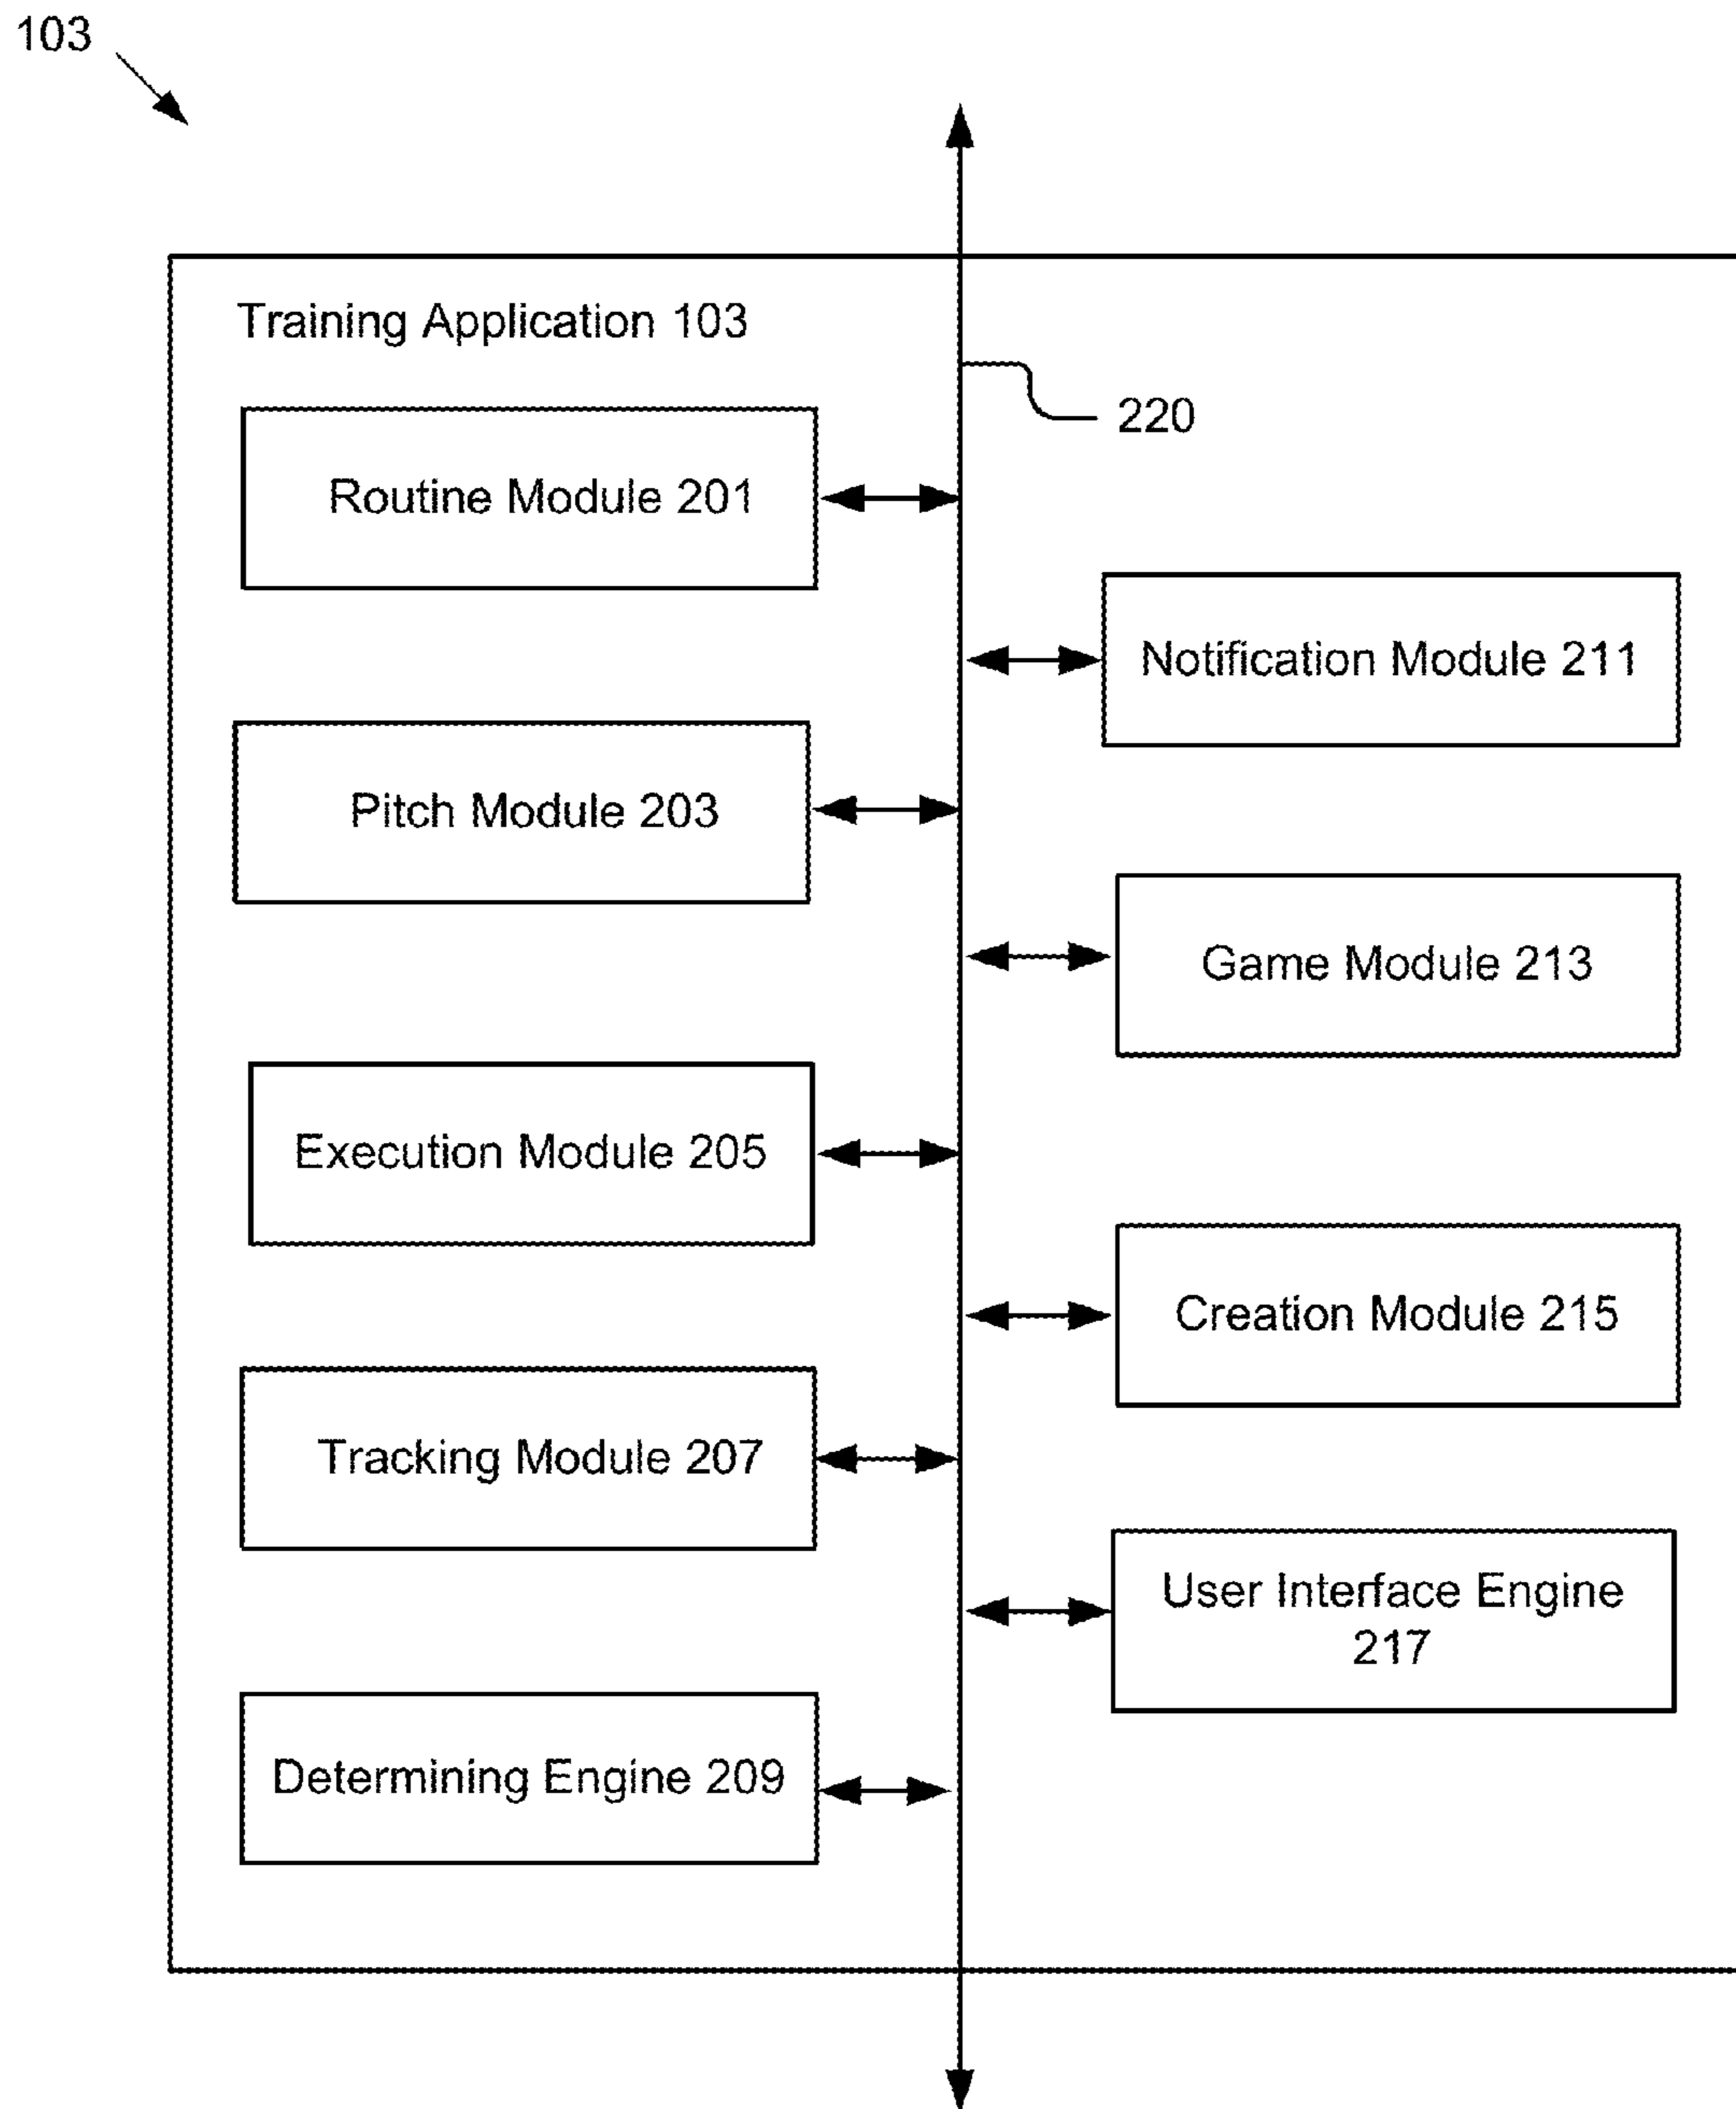 103
Training Application 103
220
Routine Module 201
Notification Module 211
Pitch Module 203
Game Module 213
Execution Module 205
Creation Module 215
Tracking Module 207
User Interface Engine
217
Determining Engine 209